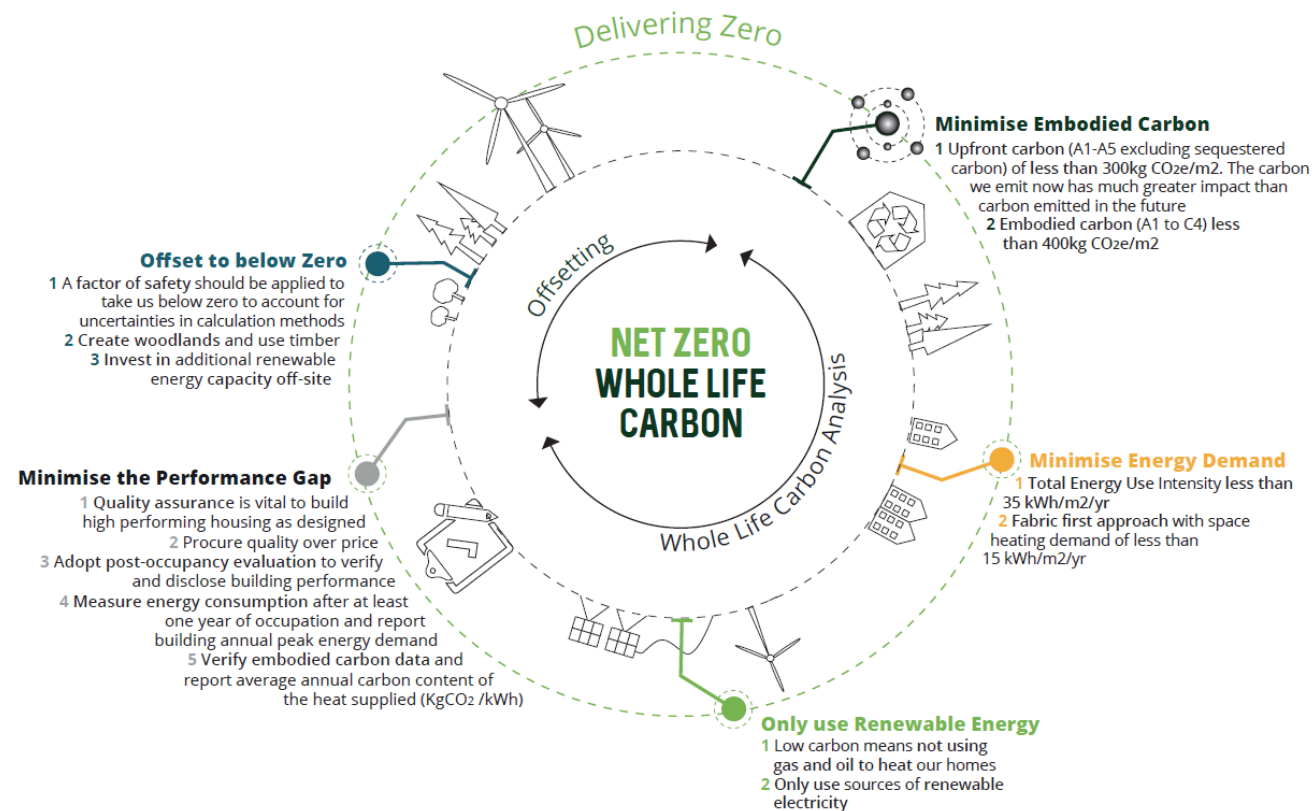 Delivering Zero
Minimise Embodied Carbon
1 Upfront carbon (A1-A5 excluding sequestered
carbon) of less than 300kg CO2e/m2. The carbon
we emit now has much greater impact than
carbon emitted in the future
2 Embodied carbon (A1 to C4) less
than 400kg CO2e/m2
Offset to below Zero
1 A factor of safety should be applied to
take us below zero to account for
uncertainties in calculation methods
2 Create woodlands and use timber
3 Invest in additional renewable
energy capacity off-site
Offsetting
NET ZERO
WHOLE LIFE
CARBON
Whole Life Carbon Analysis
Minimise Energy Demand
1 Total Energy Use Intensity less than
35 kWh/m2/yr
2 Fabric first approach with space
heating demand of less than
15 kWh/m2/yr
Minimise the Performance Gap
1 Quality assurance is vital to build
high performing housing as designed
2 Procure quality over price
3 Adopt post-occupancy evaluation to verify
and disclose building performance
4 Measure energy consumption after at least
one year of occupation and report
building annual peak energy demand
5 Verify embodied carbon data and
report average annual carbon content of
the heat supplied (KgCO2 /kWh)
Only use Renewable Energy
1 Low carbon means not using
gas and oil to heat our homes
2 Only use sources of renewable
electricity